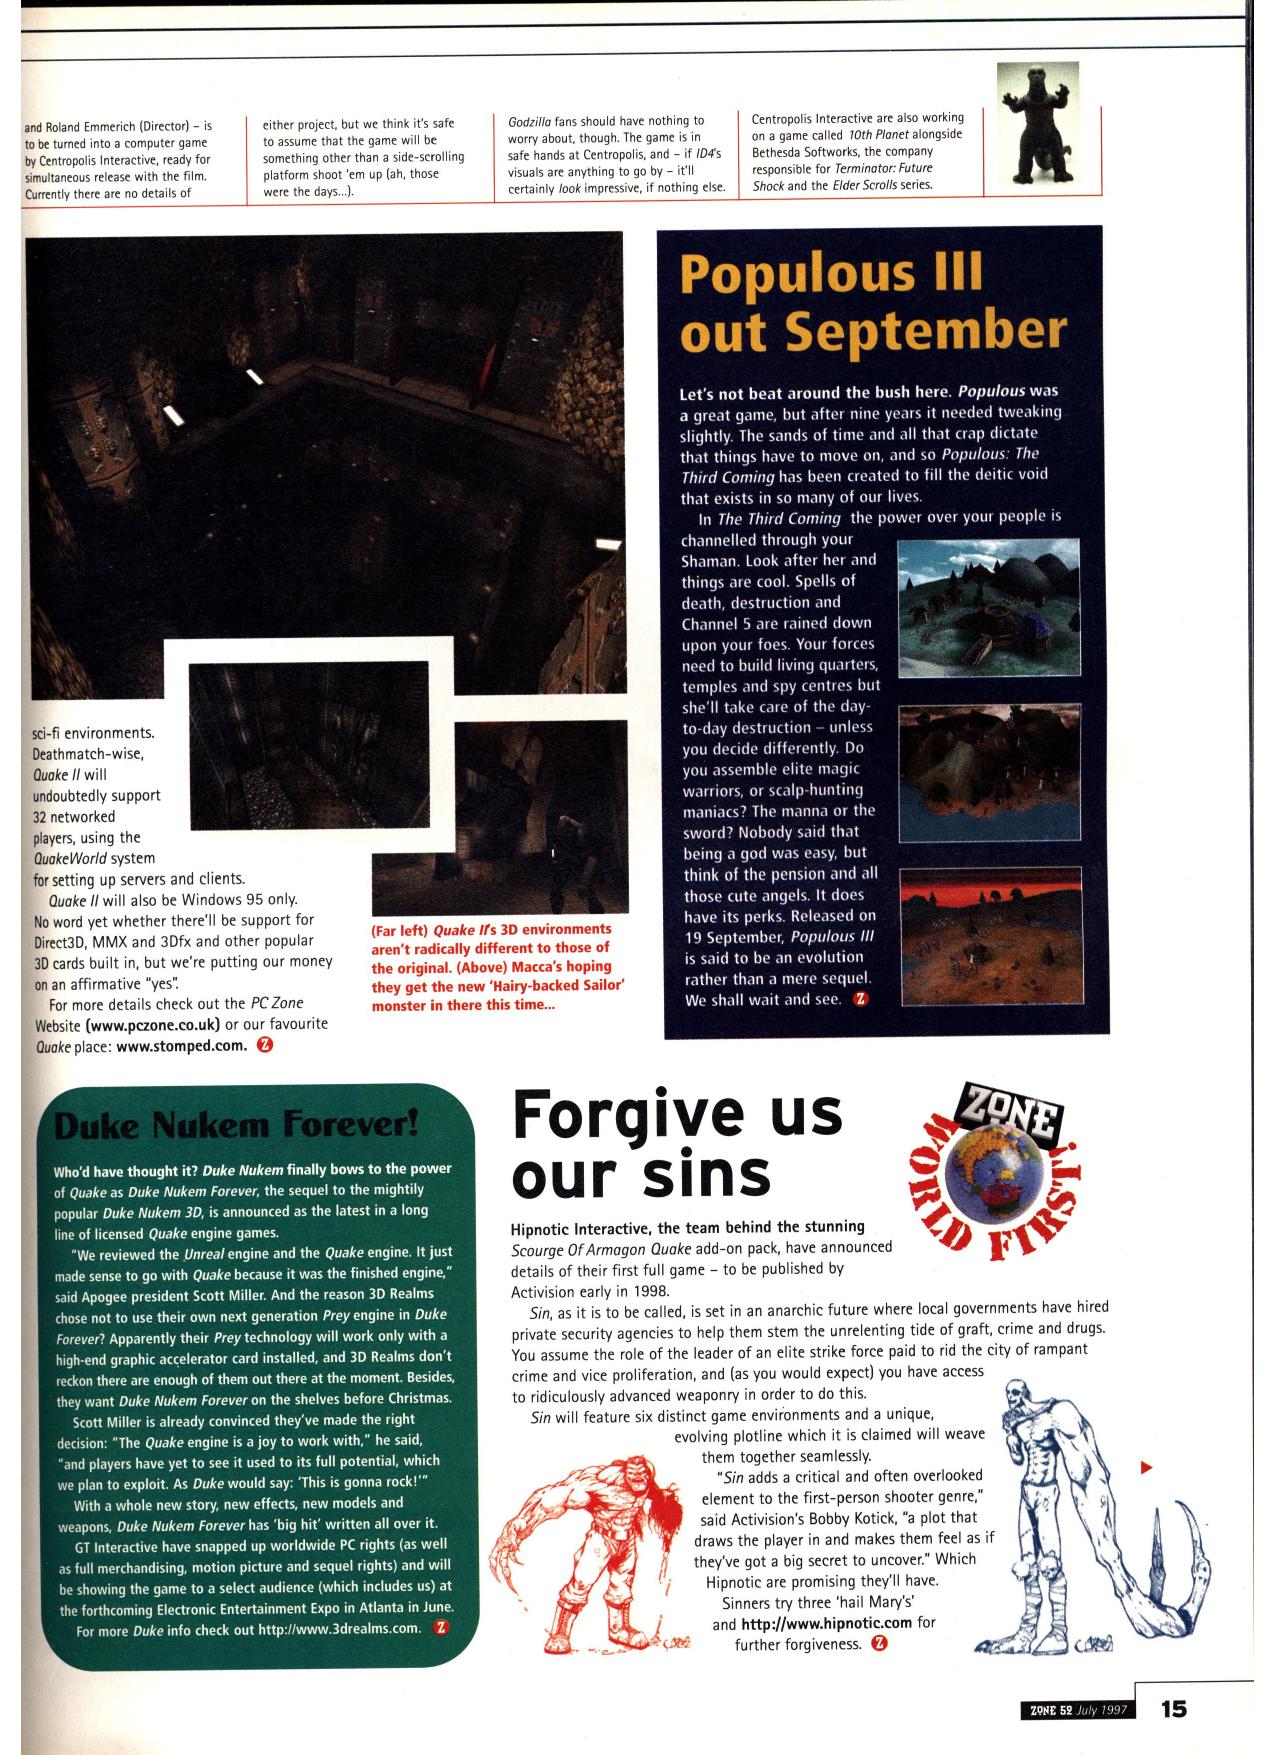 and Roland Emmerich (Director) – is
to be turned into a computer game
by Centropolis Interactive, ready for
simultaneous release with the film.
Currently there are no details of
either project, but we think it's safe
to assume that the game will be
something other than a side-scrolling
platform shoot 'em up (ah, those
were the days...).
Godzilla fans should have nothing to
worry about, though. The game is in
safe hands at Centropolis, and – if ID4's
visuals are anything to go by – it'll
certainly look impressive, if nothing else.
Centropolis Interactive are also working
on a game called 10th Planet alongside
Bethesda Softworks, the company
responsible for Terminator: Future
Shock and the Elder Scrolls series.
sci-fi environments.
Deathmatch-wise,
Quake II will
undoubtedly support
32 networked
players, using the
QuakeWorld system
for setting up servers and clients.
Quake II will also be Windows 95 only.
No word yet whether there'll be support for
Direct3D, MMX and 3Dfx and other popular
3D cards built in, but we're putting our money
on an affirmative "yes".
For more details check out the PC Zone
Website (www.pczone.co.uk) or our favourite
Quake place: www.stomped.com. Z
(Far left) Quake II's 3D environments
aren't radically different to those of
the original. (Above) Macca's hoping
they get the new 'Hairy-backed Sailor'
monster in there this time...
Populous III
out September
Let's not beat around the bush here. Populous was
a great game, but after nine years it needed tweaking
slightly. The sands of time and all that crap dictate
that things have to move on, and so Populous: The
Third Coming has been created to fill the deitic void
that exists in so many of our lives.
In The Third Coming the power over your people is
channelled through your
Shaman. Look after her and
things are cool. Spells of
death, destruction and
Channel 5 are rained down
upon your foes. Your forces
need to build living quarters,
temples and spy centres but
she'll take care of the day-
to-day destruction – unless
you decide differently. Do
you assemble elite magic
warriors, or scalp-hunting
maniacs? The manna or the
sword? Nobody said that
being a god was easy, but
think of the pension and all
those cute angels. It does
have its perks. Released on
19 September, Populous III
is said to be an evolution
rather than a mere sequel.
We shall wait and see. Z
Duke Nukem Forever!
Who'd have thought it? Duke Nukem finally bows to the power
of Quake as Duke Nukem Forever, the sequel to the mightily
popular Duke Nukem 3D, is announced as the latest in a long
line of licensed Quake engine games.
"We reviewed the Unreal engine and the Quake engine. It just
made sense to go with Quake because it was the finished engine,"
said Apogee president Scott Miller. And the reason 3D Realms
chose not to use their own next generation Prey engine in Duke
Forever? Apparently their Prey technology will work only with a
high-end graphic accelerator card installed, and 3D Realms don't
reckon there are enough of them out there at the moment. Besides,
they want Duke Nukem Forever on the shelves before Christmas.
Scott Miller is already convinced they've made the right
decision: "The Quake engine is a joy to work with," he said,
"and players have yet to see it used to its full potential, which
we plan to exploit. As Duke would say: 'This is gonna rock!'"
With a whole new story, new effects, new models and
weapons, Duke Nukem Forever has 'big hit' written all over it.
GT Interactive have snapped up worldwide PC rights (as well
as full merchandising, motion picture and sequel rights) and will
be showing the game to a select audience (which includes us) at
the forthcoming Electronic Entertainment Expo in Atlanta in June.
For more Duke info check out http://www.3drealms.com. Z
Forgive us
our sins
ZONE
WORLD FIRST!
Hipnotic Interactive, the team behind the stunning
Scourge Of Armagon Quake add-on pack, have announced
details of their first full game – to be published by
Activision early in 1998.
Sin, as it is to be called, is set in an anarchic future where local governments have hired
private security agencies to help them stem the unrelenting tide of graft, crime and drugs.
You assume the role of the leader of an elite strike force paid to rid the city of rampant
crime and vice proliferation, and (as you would expect) you have access
to ridiculously advanced weaponry in order to do this.
Sin will feature six distinct game environments and a unique,
evolving plotline which it is claimed will weave
them together seamlessly.
"Sin adds a critical and often overlooked
element to the first-person shooter genre,"
said Activision's Bobby Kotick, "a plot that
draws the player in and makes them feel as if
they've got a big secret to uncover." Which
Hipnotic are promising they'll have.
Sinners try three 'hail Mary's'
and http://www.hipnotic.com for
further forgiveness. Z
ZONE 52 July 1997 15